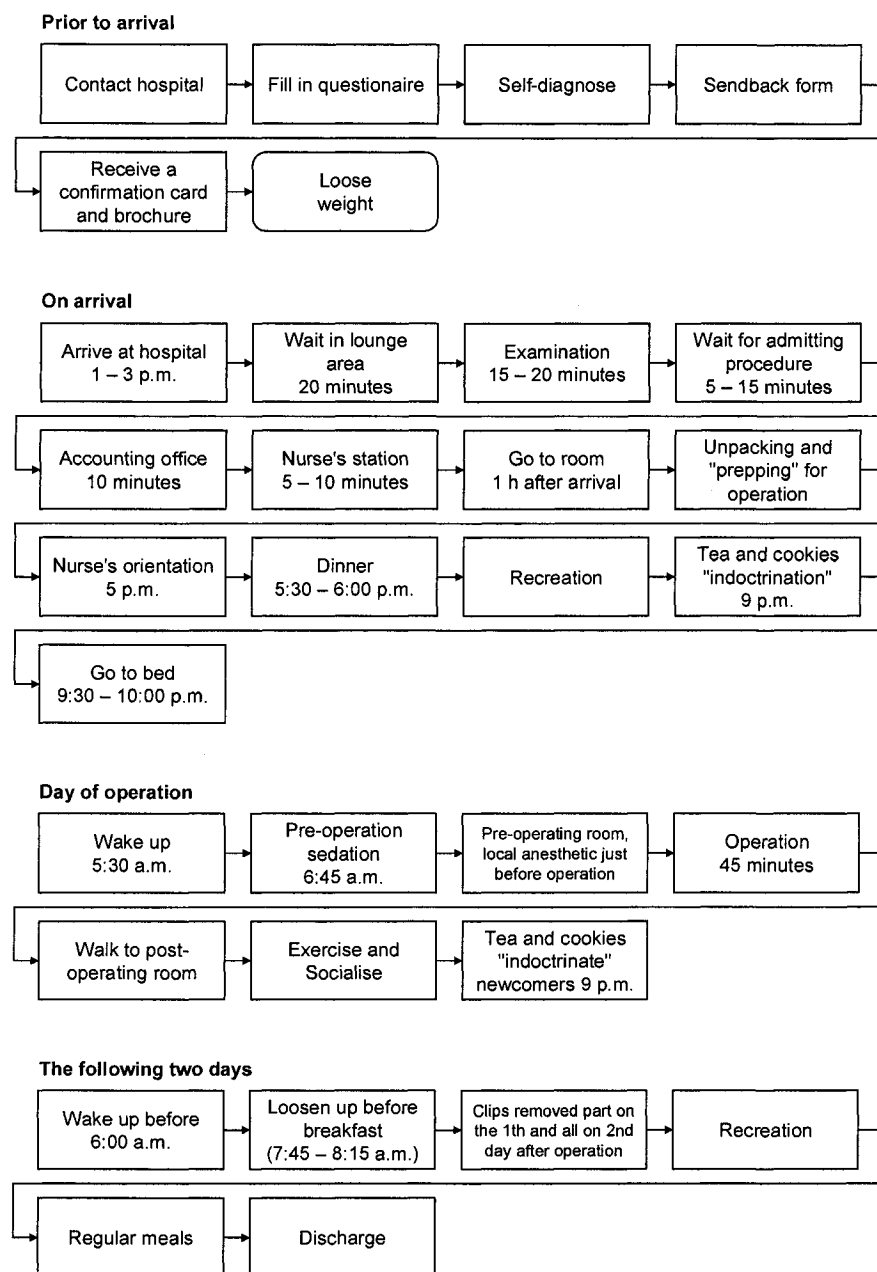 Prior to arrival
Contact hospital
Fill in questionaire
Self-diagnose
Sendback form
Receive a
confirmation card
and brochure
Loose
weight
On arrival
Arrive at hospital
1 – 3 p.m.
Wait in lounge
area
20 minutes
Examination
15 – 20 minutes
Wait for admitting
procedure
5 – 15 minutes
Accounting office
10 minutes
Nurse's station
5 – 10 minutes
Go to room
1 h after arrival
Unpacking and
"prepping" for
operation
Nurse's orientation
5 p.m.
Dinner
5:30 – 6:00 p.m.
Recreation
Tea and cookies
"indoctrination"
9 p.m.
Go to bed
9:30 – 10:00 p.m.
Day of operation
Wake up
5:30 a.m.
Pre-operation
sedation
6:45 a.m.
Pre-operating room,
local anesthetic just
before operation
Operation
45 minutes
Walk to post-
operating room
Exercise and
Socialise
Tea and cookies
"indoctrinate"
newcomers 9 p.m.
The following two days
Wake up before
6:00 a.m.
Loosen up before
breakfast
(7:45 – 8:15 a.m.)
Clips removed part on
the 1th and all on 2nd
day after operation
Recreation
Regular meals
Discharge